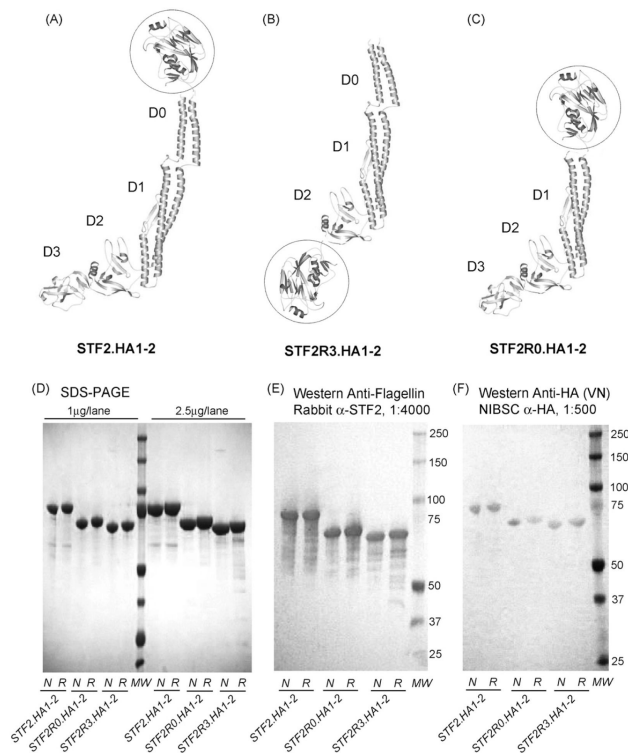 (A)
(B)
(C)
D0
D1
D2
D3
STF2.HA1-2
D0
D1
D2
STF2R3.HA1-2
D1
D2
D3
STF2R0.HA1-2
(D) SDS-PAGE
1μg/lane 2.5μg/lane
N R N R N R MW N R N R N R
STF2.HA1-2 STF2R0.HA1-2 STF2R3.HA1-2 STF2.HA1-2 STF2R0.HA1-2 STF2R3.HA1-2
(E) Western Anti-Flagellin
Rabbit α-STF2, 1:4000
250
150
100
75
50
37
25
N R N R N R MW
STF2.HA1-2 STF2R0.HA1-2 STF2R3.HA1-2
(F) Western Anti-HA (VN)
NIBSC α-HA, 1:500
250
150
100
75
50
37
25
N R N R N R MW
STF2.HA1-2 STF2R0.HA1-2 STF2R3.HA1-2